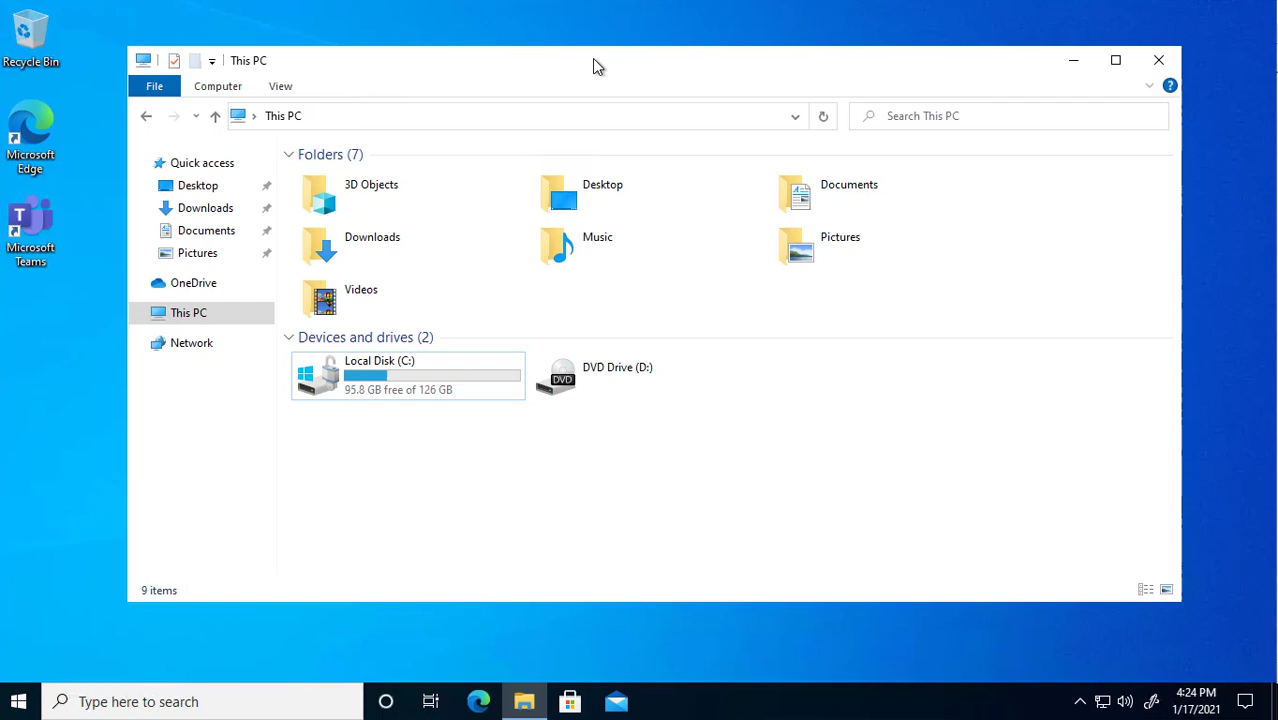 Recycle Bin
Microsoft
Edge
Microsoft
Teams
This PC
File
Computer
View
This PC
Search This PC
Quick access
Desktop
Downloads
Documents
Pictures
OneDrive
This PC
Network
Folders (7)
3D Objects
Desktop
Documents
Downloads
Music
Pictures
Videos
Devices and drives (2)
Local Disk (C:)
95.8 GB free of 126 GB
DVD
DVD Drive (D:)
9 items
Type here to search
4:24 PM
1/17/2021